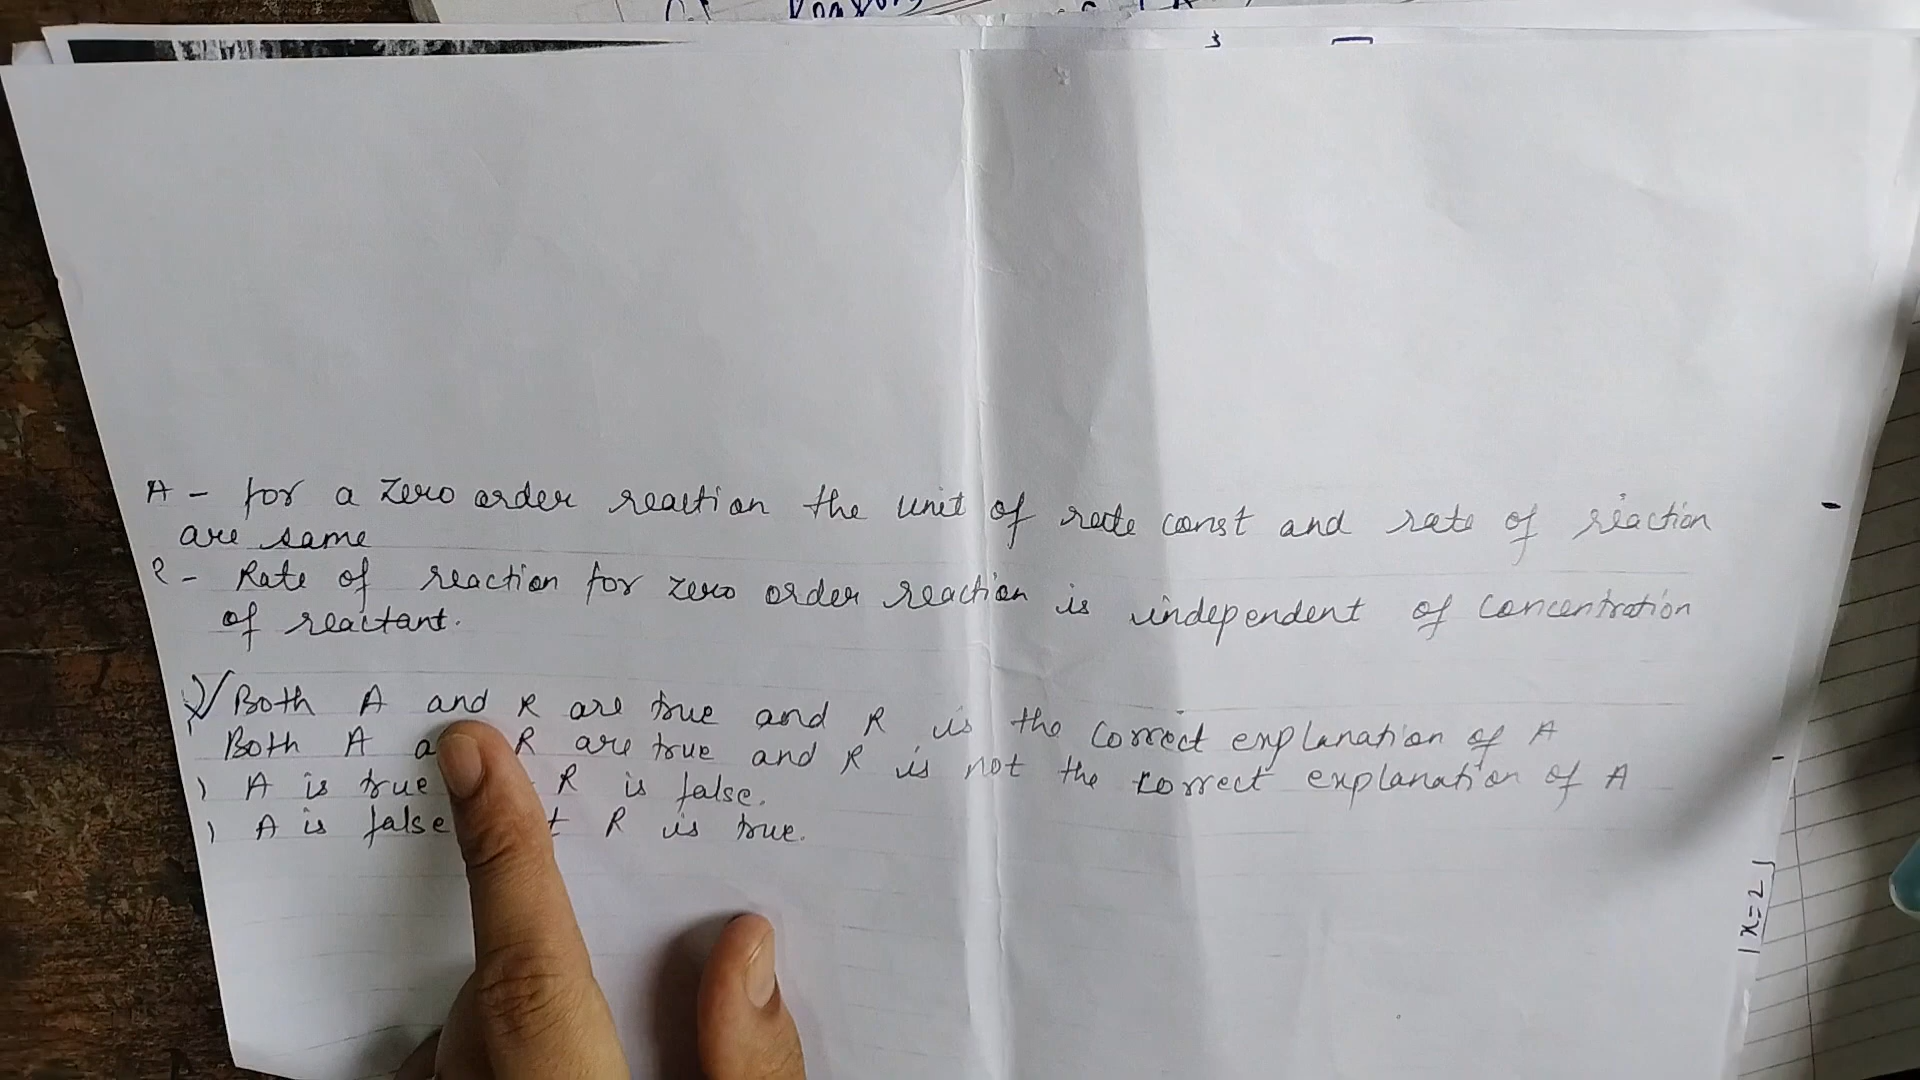 A - for a zero order reaction the unit of rate const and rate of reaction
are same
R - Rate of reaction for zero order reaction is independent of concentration
of reactant.
Both A and R are true and R is the correct explanation of A
Both A R are true and R is not the correct explanation of A
) A is true R is false.
) A is false R is true.
x=2